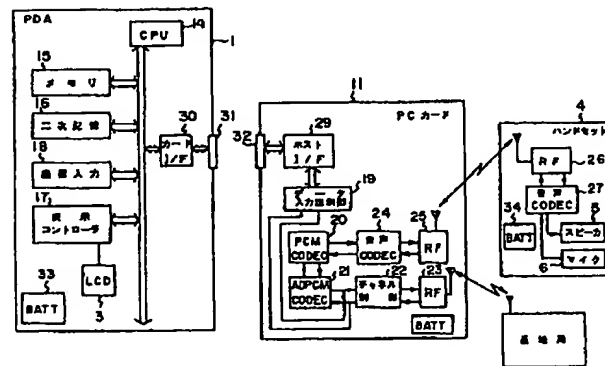 PDA
CPU
14
1
15
メモリ
16
二次記憶
18
画面入力
17
表示
コントローラ
LCD
3
33
BATT
30
カード
I/F
31
11
PCカード
32
29
ホスト
I/F
19
データ
入出力制御
20
PCM
CODEC
24
音声
CODEC
25
RF
21
ADPCM
CODEC
22
チャネル
制御
23
RF
BATT
4
ハンドセット
26
RF
27
音声
CODEC
34
BATT
5
スピーカ
6
マイク
基地局